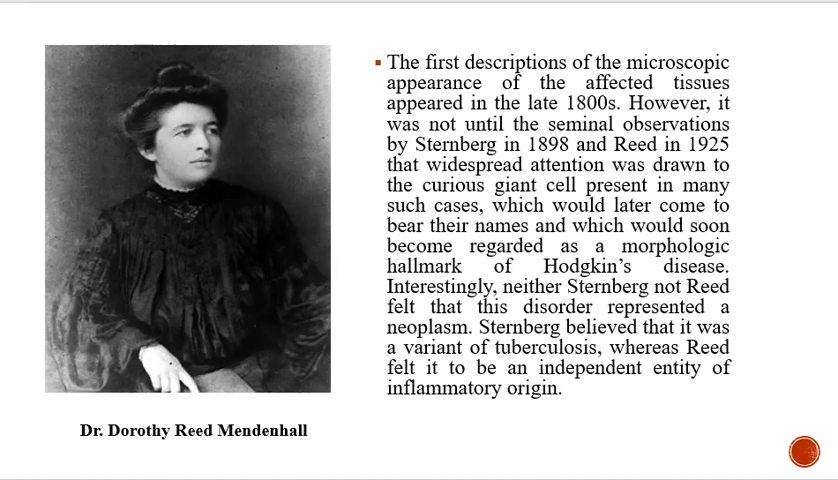 The first descriptions of the microscopic
appearance of the affected tissues
appeared in the late 1800s. However, it
was not until the seminal observations
by Sternberg in 1898 and Reed in 1925
that widespread attention was drawn to
the curious giant cell present in many
such cases, which would later come to
bear their names and which would soon
become regarded as a morphologic
hallmark of Hodgkin’s disease.
Interestingly, neither Sternberg not Reed
felt that this disorder represented a
neoplasm. Sternberg believed that it was
a variant of tuberculosis, whereas Reed
felt it to be an independent entity of
inflammatory origin.
Dr. Dorothy Reed Mendenhall